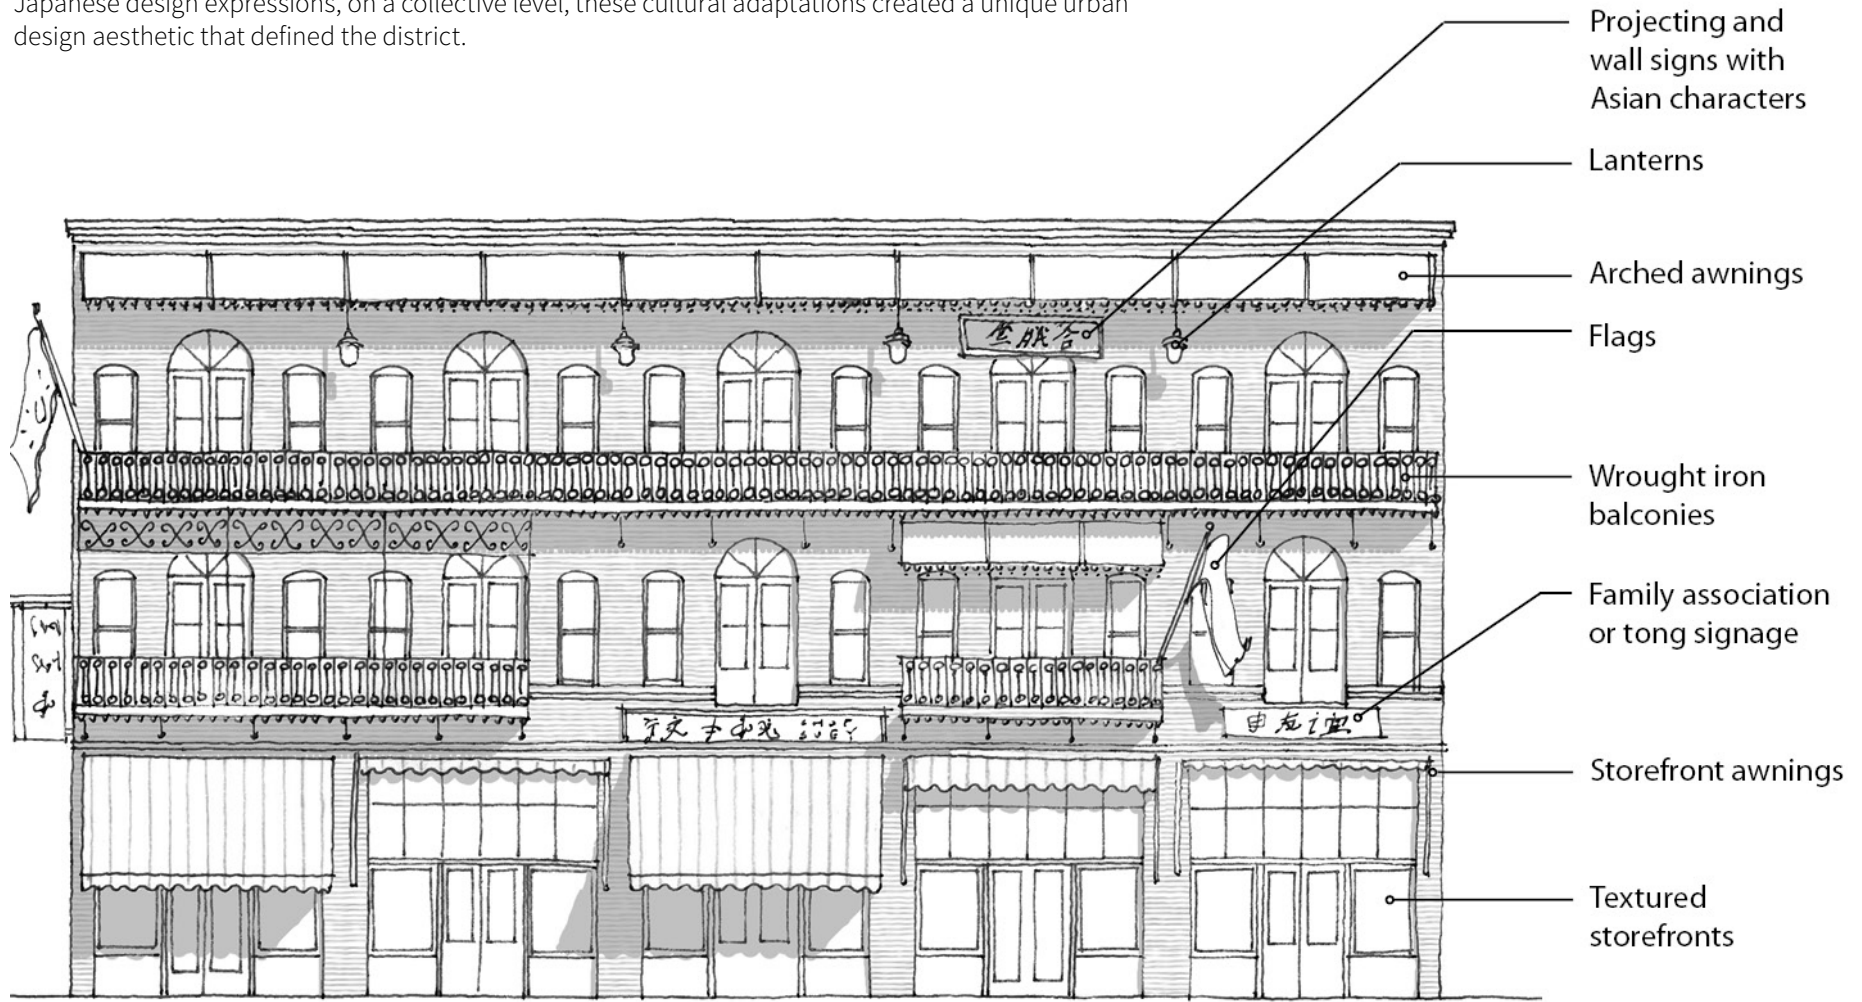 Japanese design expressions, on a collective level, these cultural adaptations created a unique urban
design aesthetic that defined the district.
Projecting and
wall signs with
Asian characters
Lanterns
Arched awnings
Flags
Wrought iron
balconies
Family association
or tong signage
Storefront awnings
Textured
storefronts
CHOP
SUEY